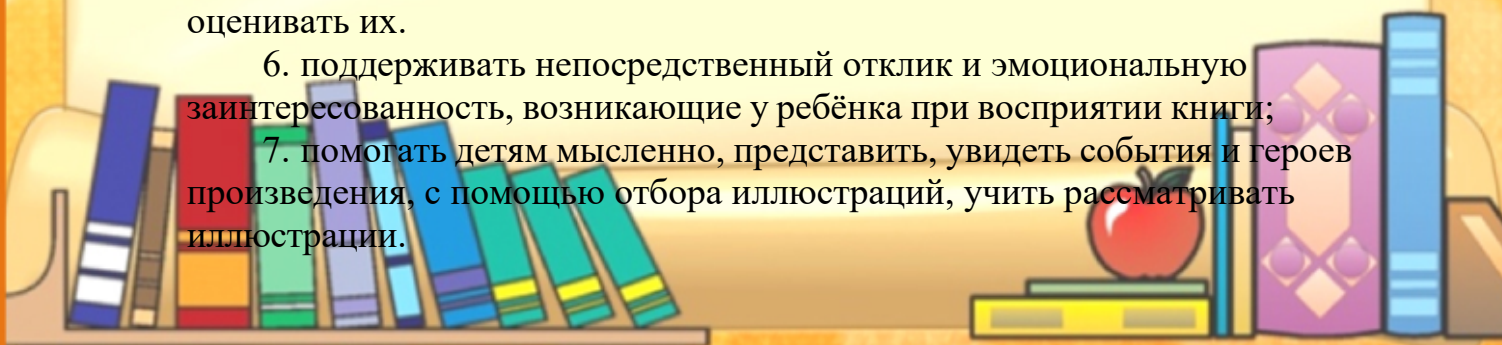 оценивать их.
6. поддерживать непосредственный отклик и эмоциональную
заинтересованность, возникающие у ребёнка при восприятии книги;
7. помогать детям мысленно, представить, увидеть события и героев
произведения, с помощью отбора иллюстраций, учить рассматривать
иллюстрации.